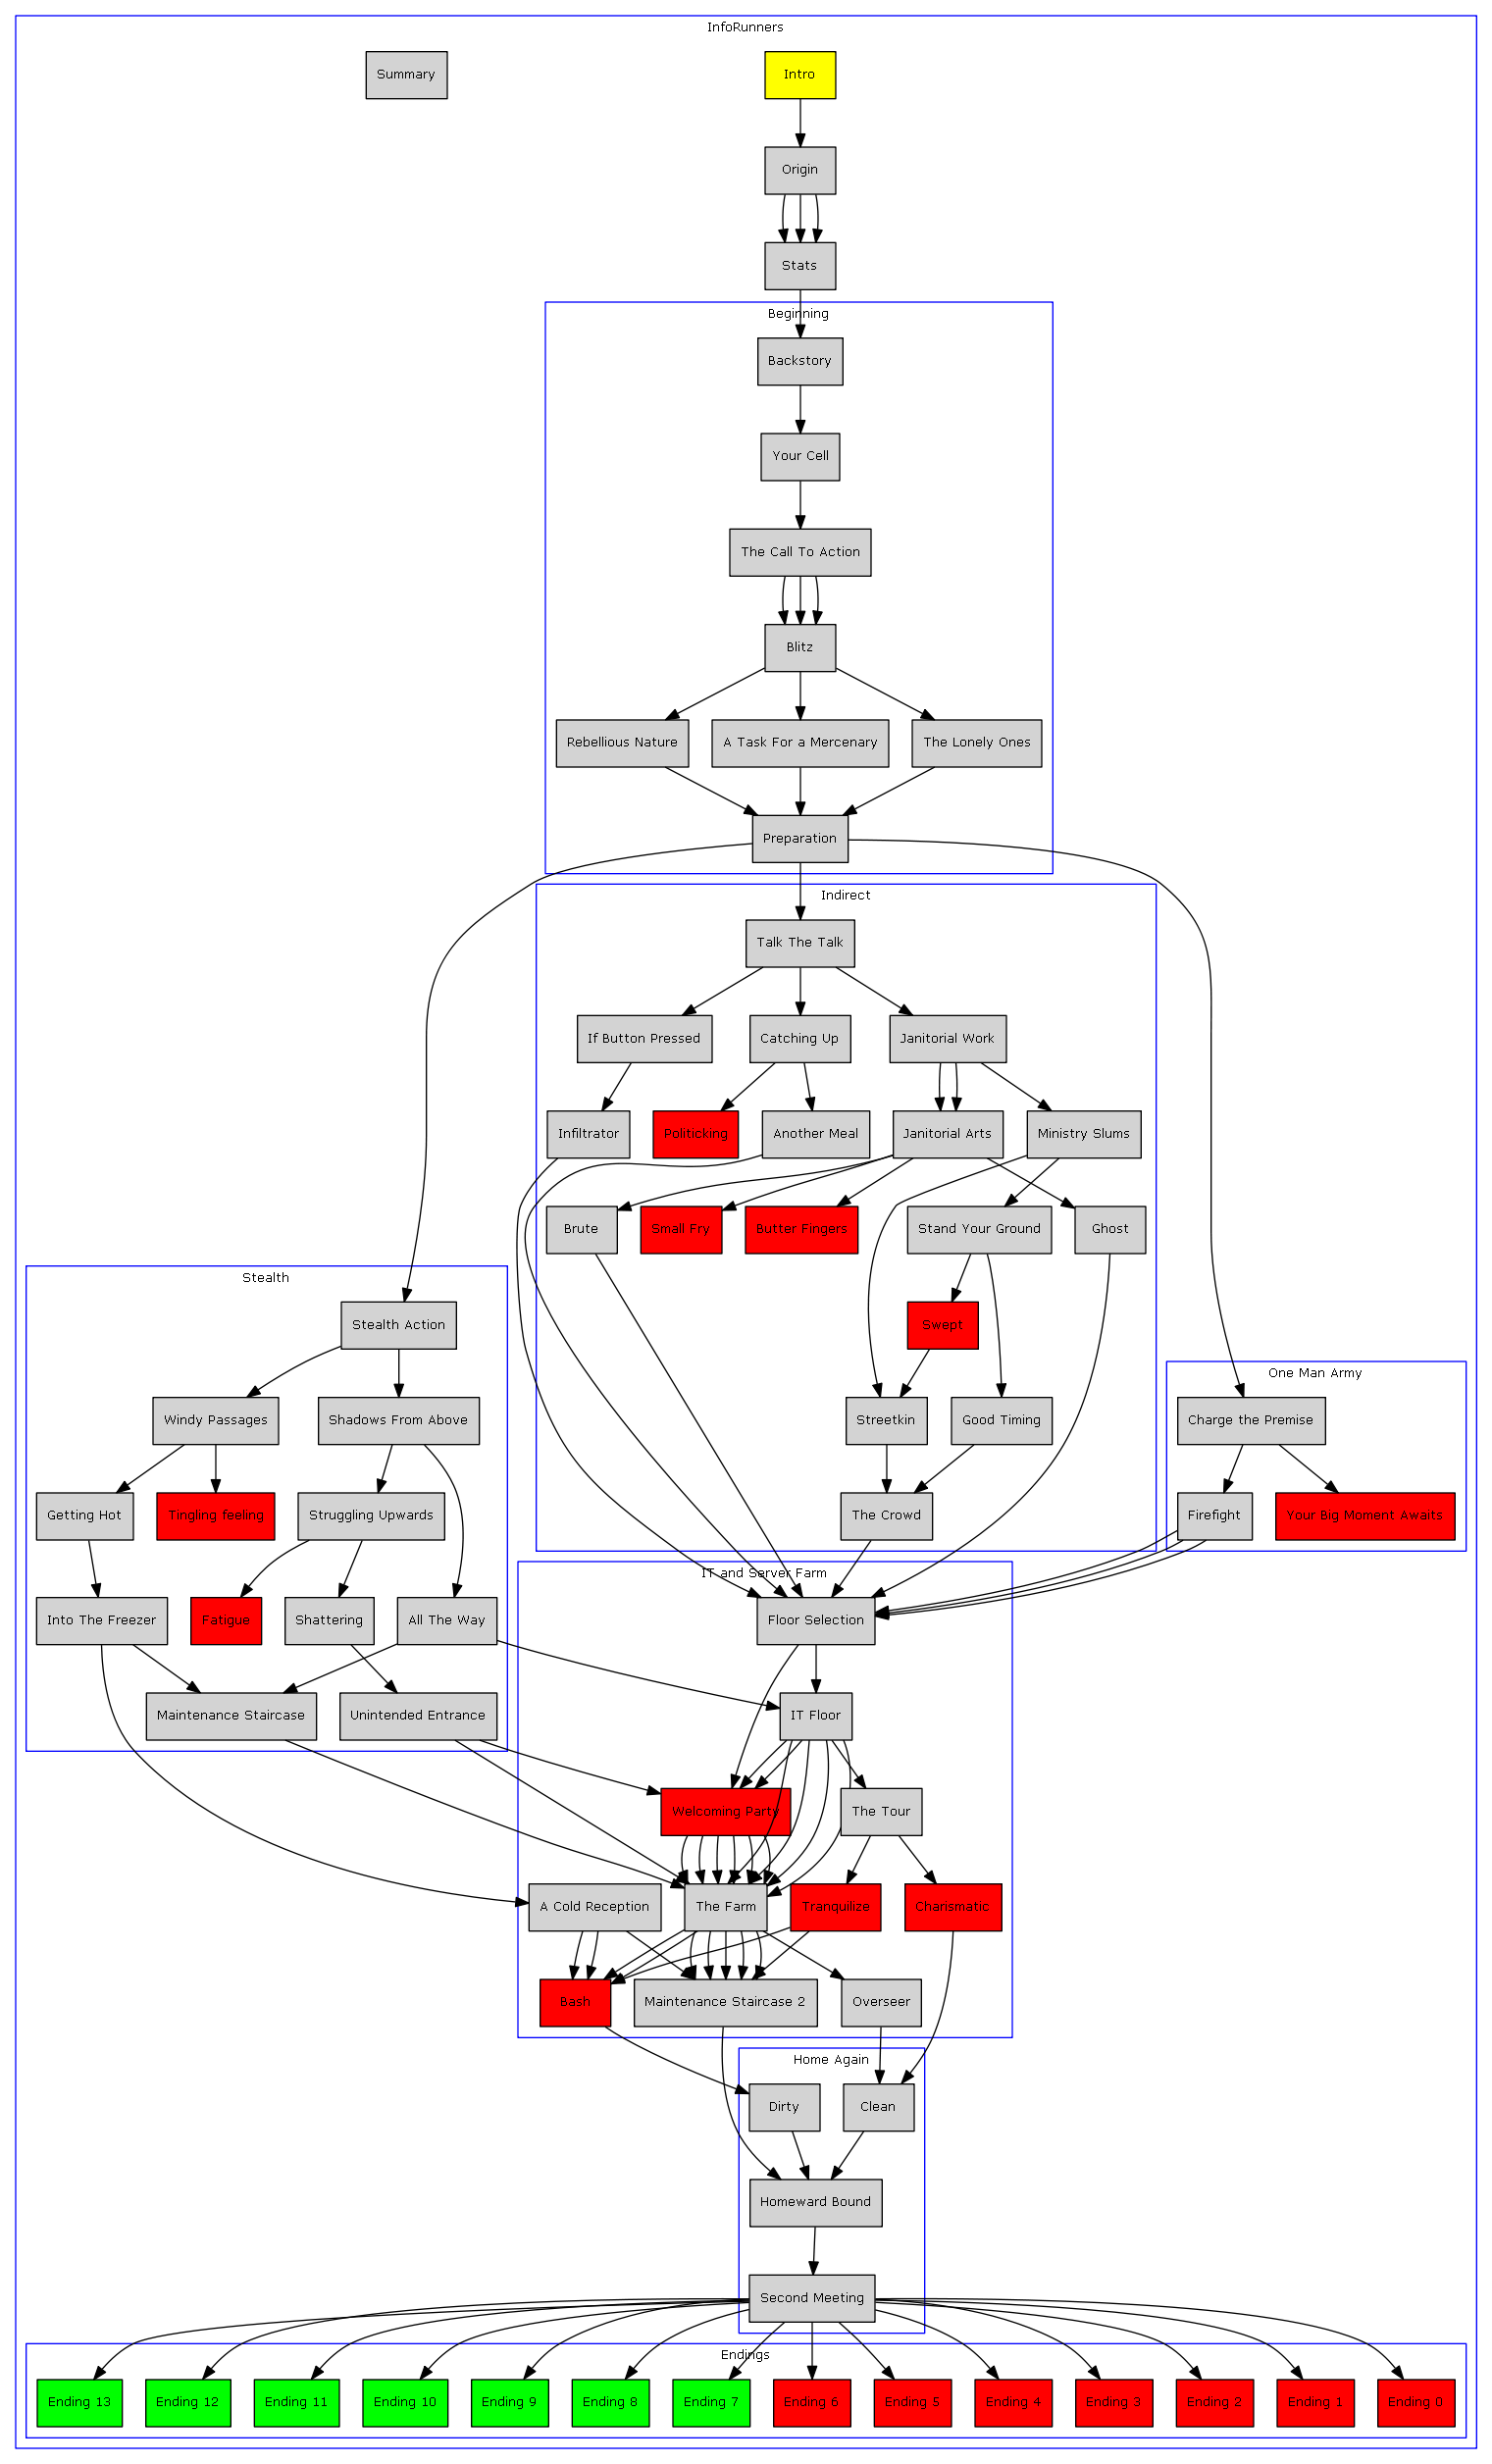 InfoRunners
Summary
Intro
Origin
Stats
Beginning
Backstory
Your Cell
The Call To Action
Blitz
Rebellious Nature
A Task For a Mercenary
The Lonely Ones
Preparation
Indirect
Talk The Talk
If Button Pressed
Catching Up
Janitorial Work
Infiltrator
Politicking
Another Meal
Janitorial Arts
Ministry Slums
Brute
Small Fry
Butter Fingers
Stand Your Ground
Ghost
Stealth
Stealth Action
Swept
One Man Army
Windy Passages
Shadows From Above
Streetkin
Good Timing
Charge the Premise
Getting Hot
Tingling feeling
Struggling Upwards
The Crowd
Firefight
Your Big Moment Awaits
IT and Server Farm
Into The Freezer
Fatigue
Shattering
All The Way
Floor Selection
Maintenance Staircase
Unintended Entrance
IT Floor
Welcoming Party
The Tour
A Cold Reception
The Farm
Tranquilize
Charismatic
Bash
Maintenance Staircase 2
Overseer
Home Again
Dirty
Clean
Homeward Bound
Second Meeting
Endings
Ending 13
Ending 12
Ending 11
Ending 10
Ending 9
Ending 8
Ending 7
Ending 6
Ending 5
Ending 4
Ending 3
Ending 2
Ending 1
Ending 0